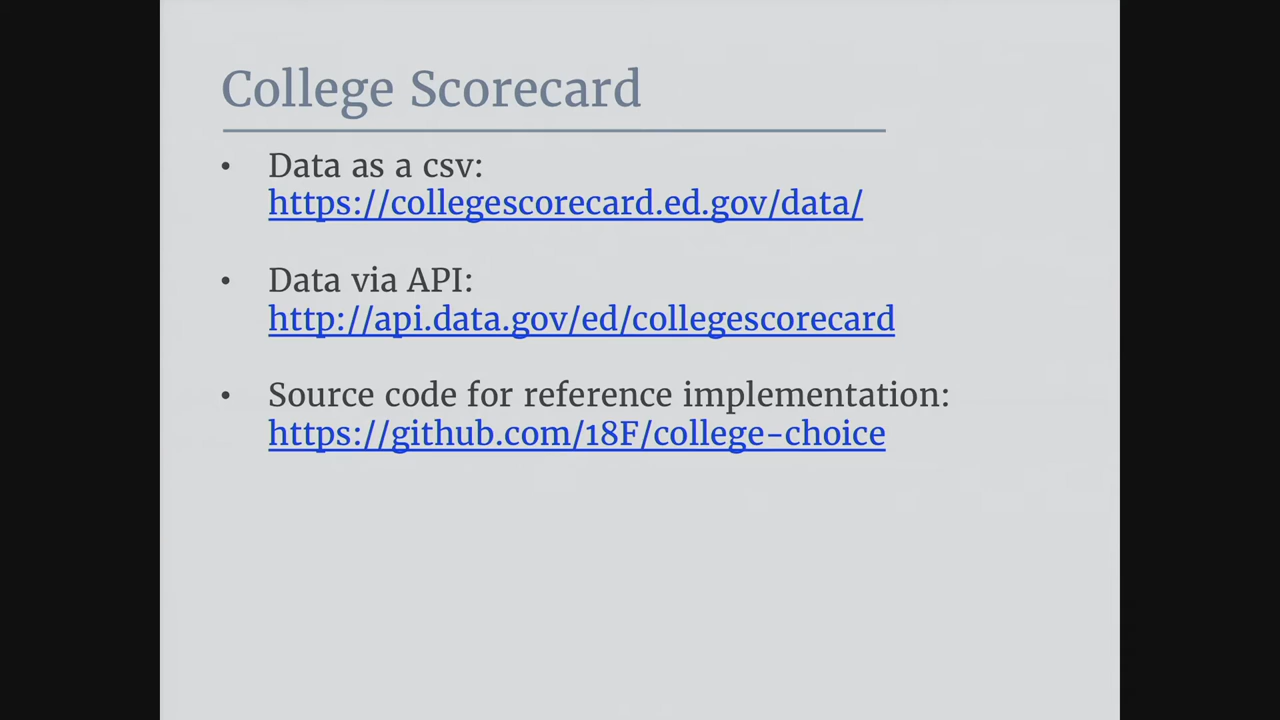 College Scorecard
• Data as a csv:
https://collegescorecard.ed.gov/data/
• Data via API:
http://api.data.gov/ed/collegescorecard
• Source code for reference implementation:
https://github.com/18F/college-choice